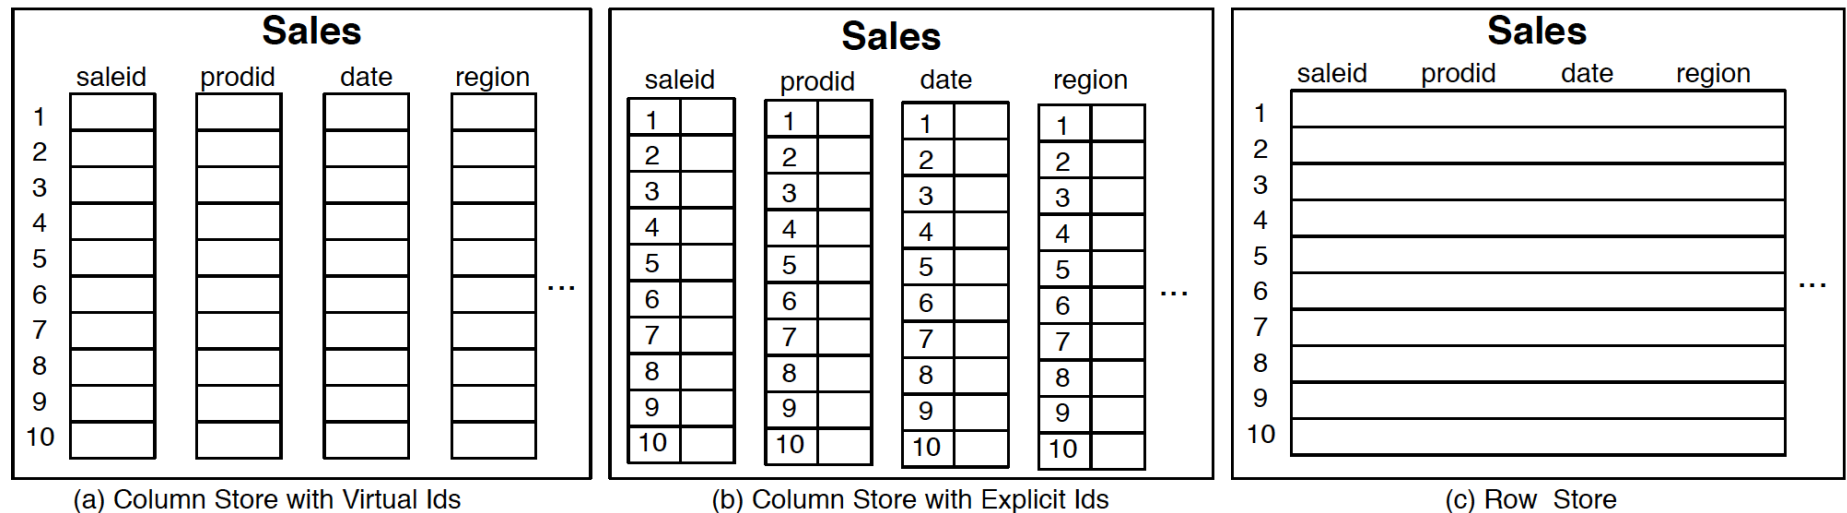 Sales
saleid prodid date region
1
2
3
4
5
6
7
8
9
10
...
(a) Column Store with Virtual Ids
Sales
saleid prodid date region
1 1 1 1
2 2 2 2
3 3 3 3
4 4 4 4
5 5 5 5
6 6 6 6
7 7 7 7
8 8 8 8
9 9 9 9
10 10 10 10
...
(b) Column Store with Explicit Ids
Sales
saleid prodid date region
1
2
3
4
5
6
7
8
9
10
...
(c) Row Store